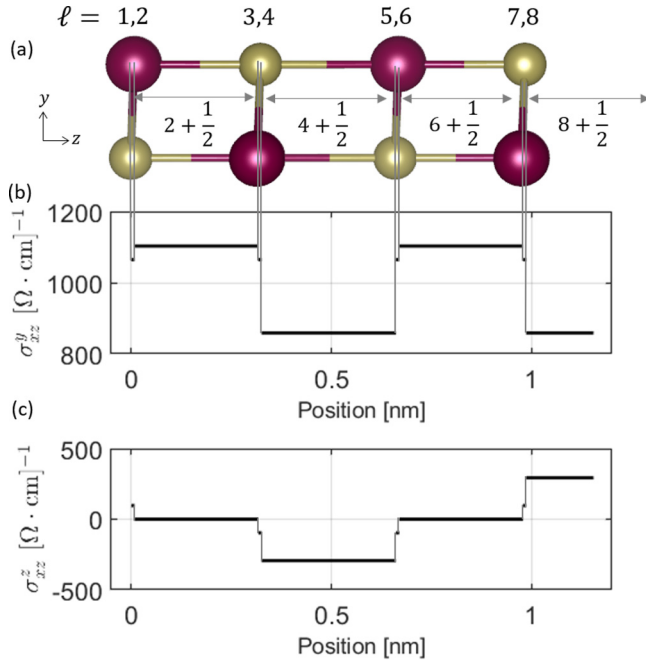 ℓ = 1,2 3,4 5,6 7,8
(a)
y
z
2 + 1/2 4 + 1/2 6 + 1/2 8 + 1/2
(b)
σ^y_xz [Ω · cm]^−1
1200
1000
800
0 0.5 1
Position [nm]
(c)
σ^z_xz [Ω · cm]^−1
500
0
-500
0 0.5 1
Position [nm]